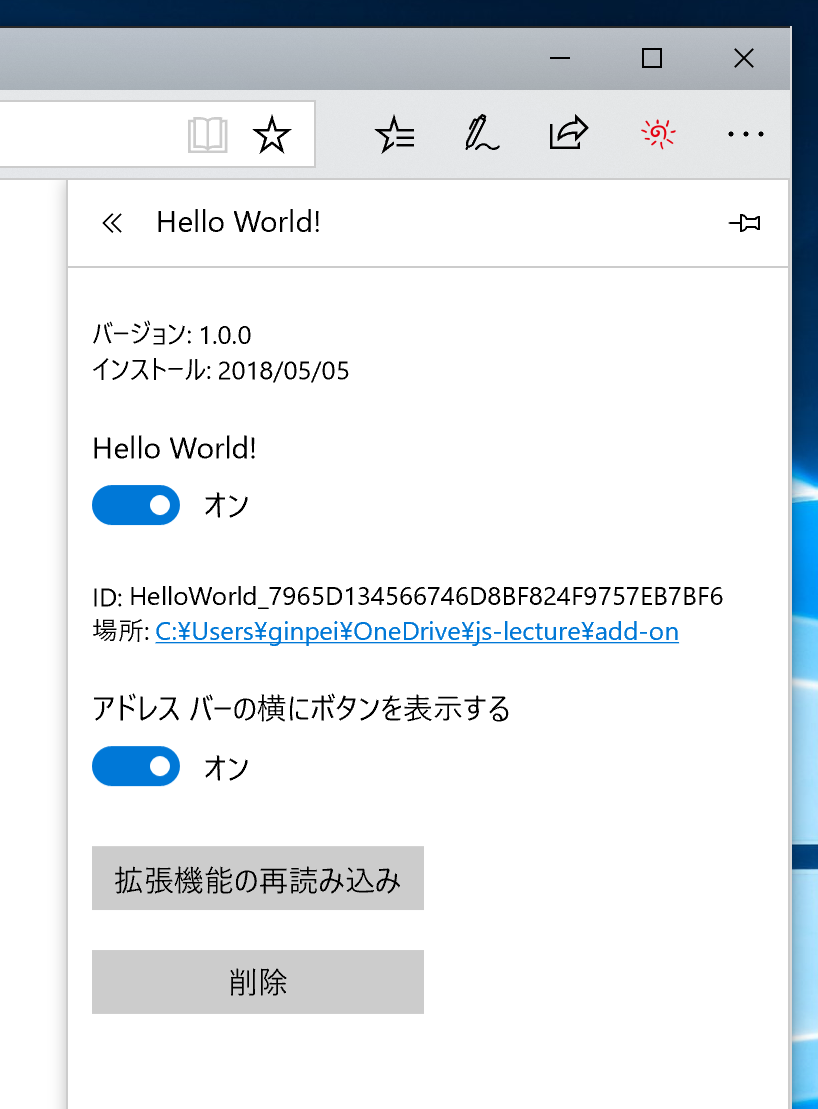 Hello World!
バージョン: 1.0.0
インストール: 2018/05/05
Hello World!
オン
ID: HelloWorld_7965D134566746D8BF824F9757EB7BF6
場所: C:¥Users¥ginpei¥OneDrive¥js-lecture¥add-on
アドレス バーの横にボタンを表示する
オン
拡張機能の再読み込み
削除